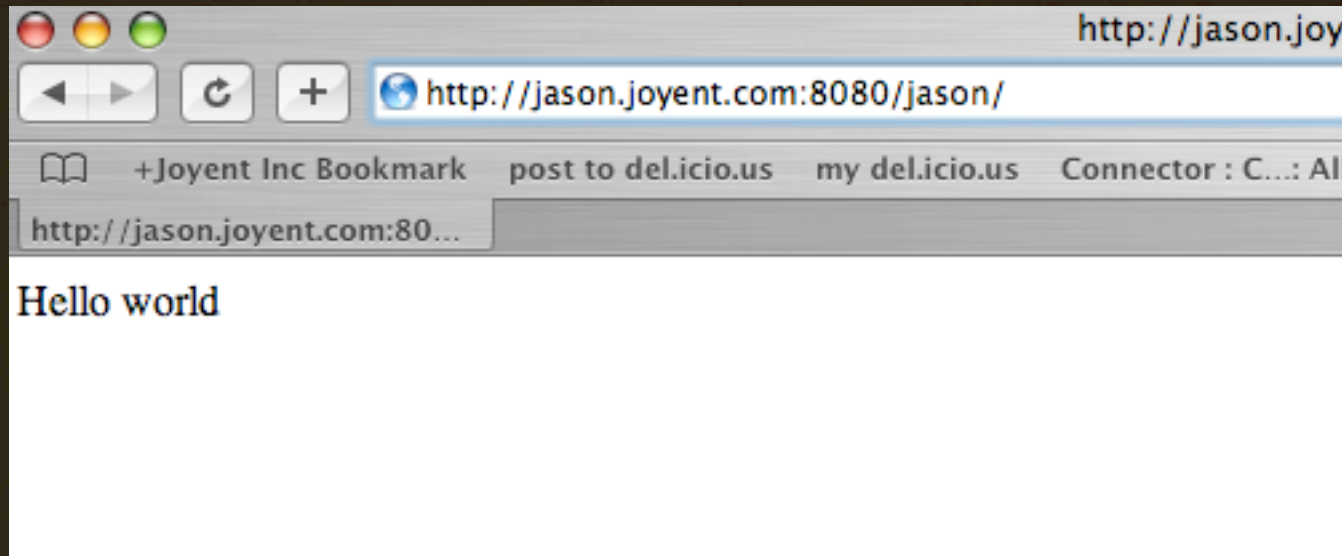 http://jason.joy
http://jason.joyent.com:8080/jason/
+Joyent Inc Bookmark post to del.icio.us my del.icio.us Connector : C...: Al
http://jason.joyent.com:80...
Hello world